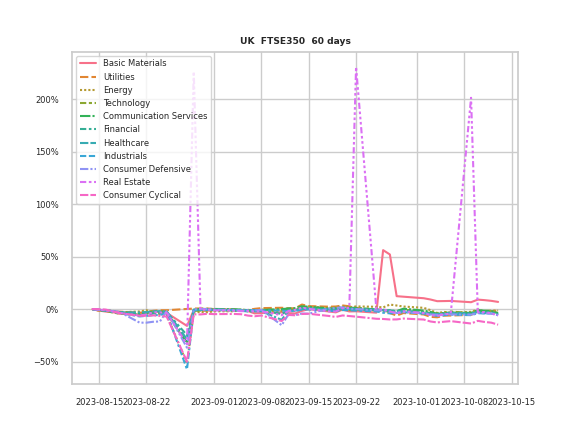 UK  FTSE350  60 days
Basic Materials
Utilities
Energy
Technology
Communication Services
Financial
Healthcare
Industrials
Consumer Defensive
Real Estate
Consumer Cyclical
200%
150%
100%
50%
0%
−50%
2023-08-15 2023-08-22 2023-09-01 2023-09-08 2023-09-15 2023-09-22 2023-10-01 2023-10-08 2023-10-15